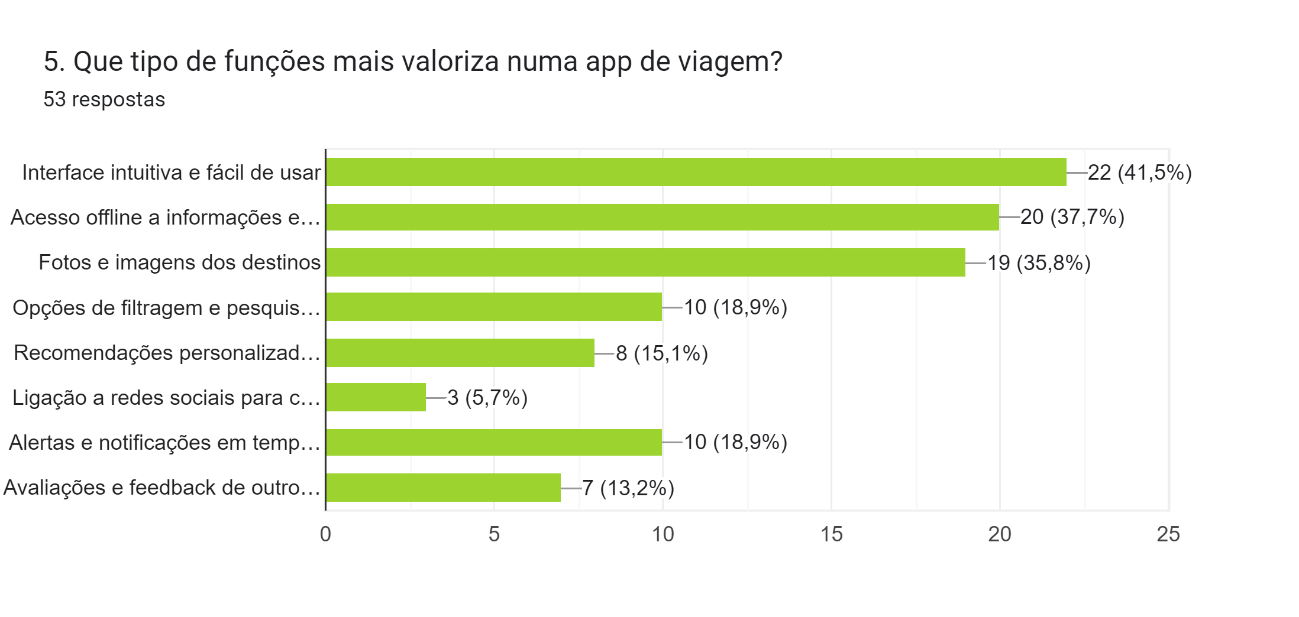 5. Que tipo de funções mais valoriza numa app de viagem?
53 respostas
Interface intuitiva e fácil de usar 22 (41,5%)
Acesso offline a informações e… 20 (37,7%)
Fotos e imagens dos destinos 19 (35,8%)
Opções de filtragem e pesquis… 10 (18,9%)
Recomendações personalizad… 8 (15,1%)
Ligação a redes sociais para c… 3 (5,7%)
Alertas e notificações em temp… 10 (18,9%)
Avaliações e feedback de outro… 7 (13,2%)
0 5 10 15 20 25